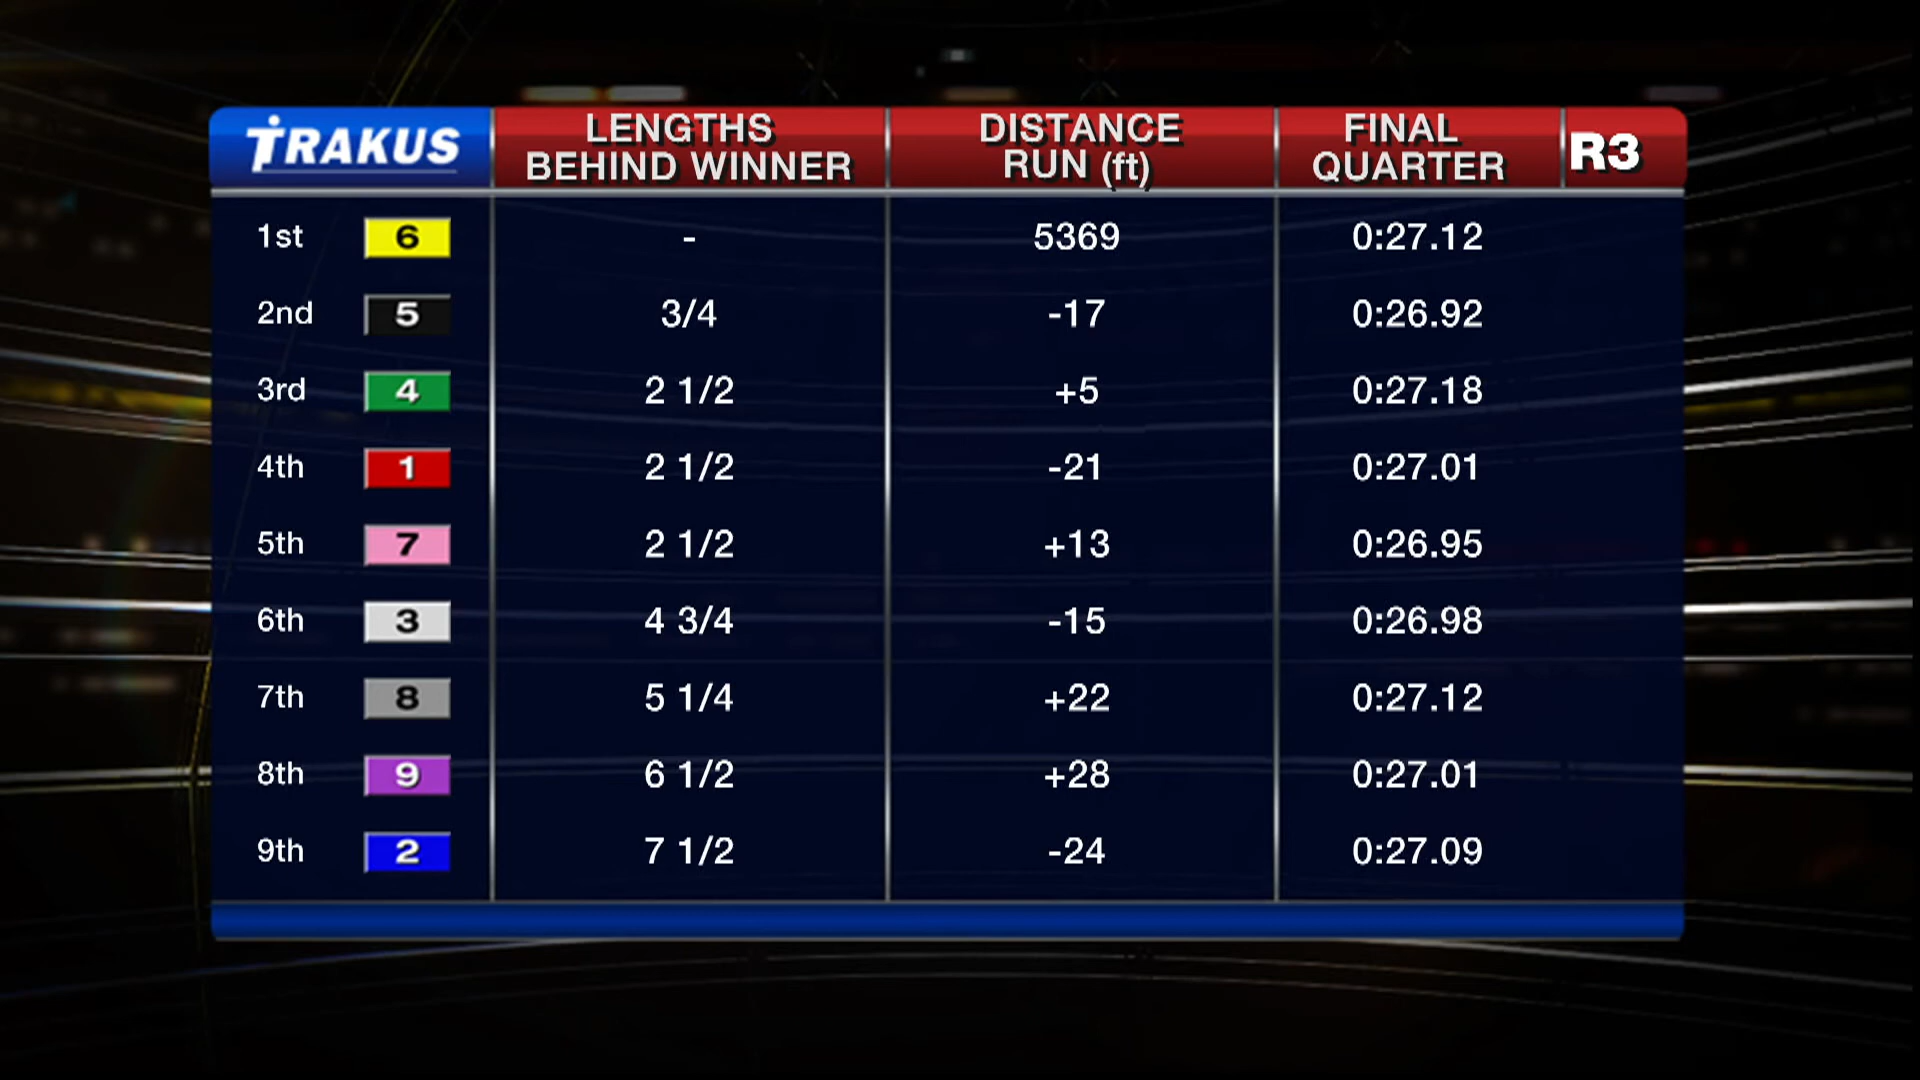 TRAKUS LENGTHS BEHIND WINNER DISTANCE RUN (ft) FINAL QUARTER R3
1st 6 - 5369 0:27.12
2nd 5 3/4 -17 0:26.92
3rd 4 2 1/2 +5 0:27.18
4th 1 2 1/2 -21 0:27.01
5th 7 2 1/2 +13 0:26.95
6th 3 4 3/4 -15 0:26.98
7th 8 5 1/4 +22 0:27.12
8th 9 6 1/2 +28 0:27.01
9th 2 7 1/2 -24 0:27.09